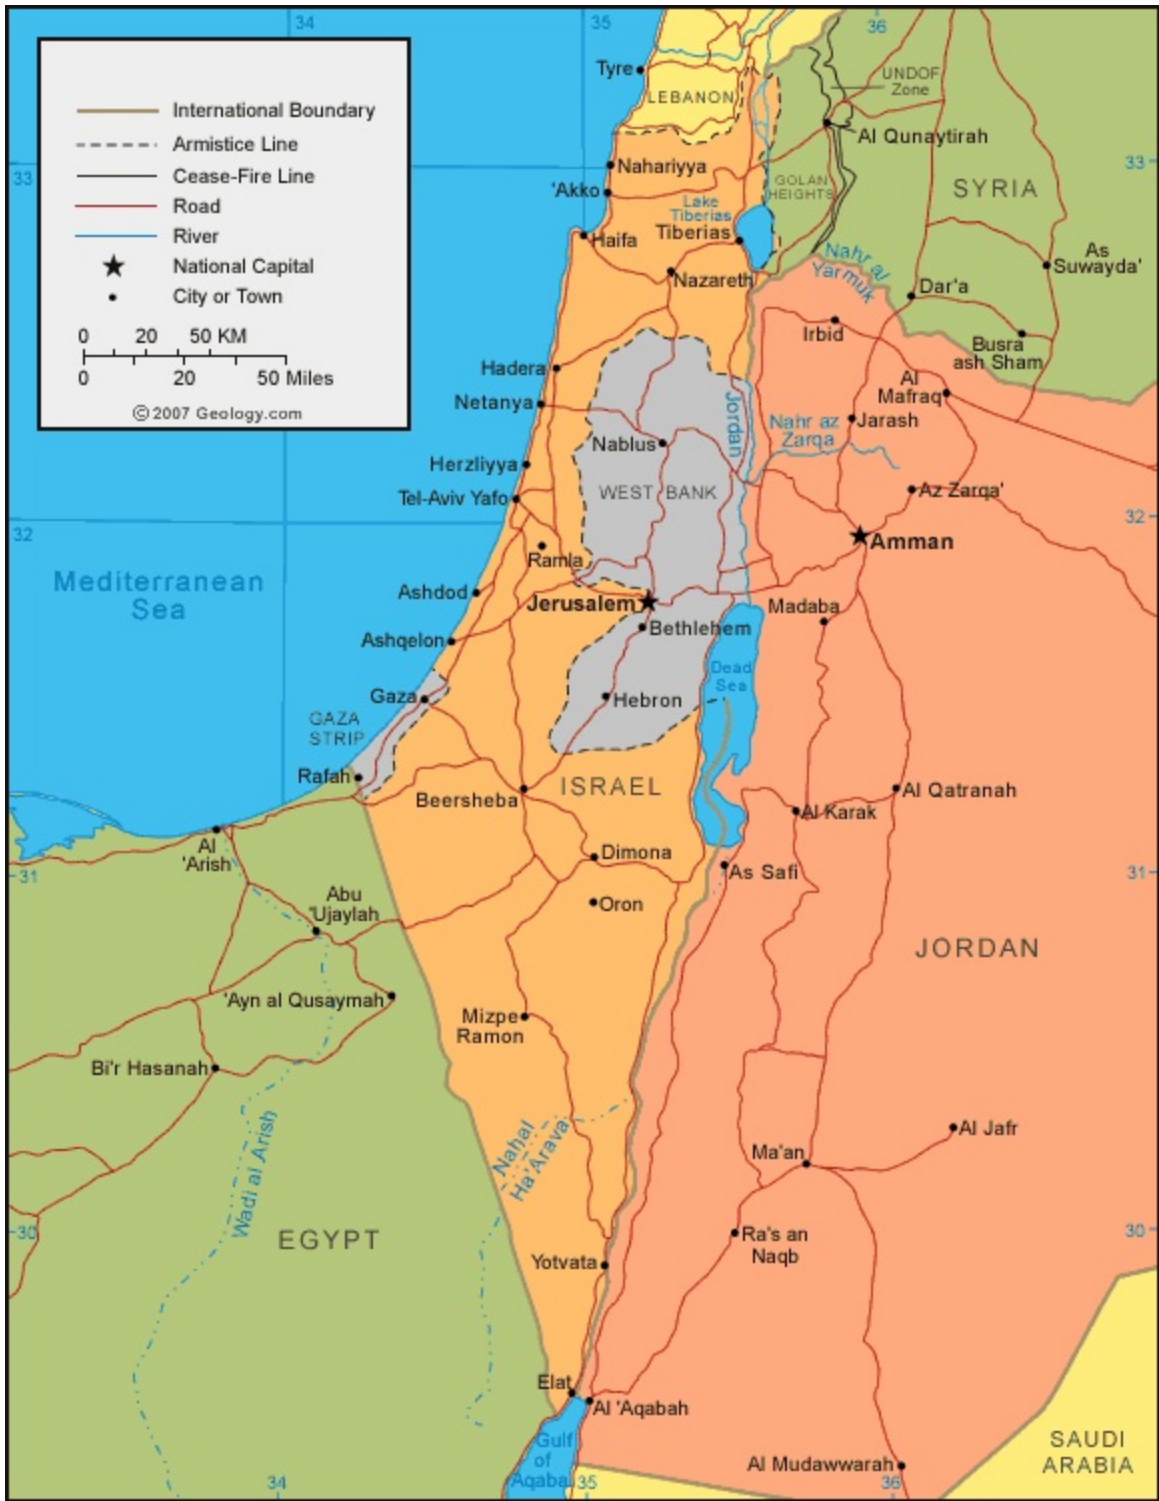 34
35
36
International Boundary
Armistice Line
Cease-Fire Line
Road
River
National Capital
City or Town
0 20 50 KM
0 20 50 Miles
© 2007 Geology.com
Tyre
LEBANON
UNDOF
Zone
Al Qunaytirah
33
Nahariyya
33
'Akko
GOLAN
HEIGHTS
SYRIA
Lake
Tiberias
Tiberias
Haifa
Nahr al
Yarmuk
As
Suwayda'
Nazareth
Dar'a
Irbid
Busra
ash Sham
Hadera
Al
Mafraq
Netanya
Jordan
Nahr az
Zarqa
Jarash
Nablus
Herzliyya
Tel-Aviv Yafo
WEST BANK
Az Zarqa'
32
32
Amman
Ramla
Mediterranean
Sea
Ashdod
Jerusalem
Madaba
Bethlehem
Ashqelon
Dead
Sea
Gaza
Hebron
GAZA
STRIP
Rafah
ISRAEL
Beersheba
Al Qatranah
Al Karak
Al
'Arish
Dimona
31
As Safi
31
Abu
'Ujaylah
Oron
JORDAN
'Ayn al Qusaymah
Mizpe
Ramon
Bi'r Hasanah
Wadi al Arish
Nahal
Ha'Arava
Al Jafr
Ma'an
30
EGYPT
Ra's an
Naqb
30
Yotvata
Elat
Al 'Aqabah
Gulf
of
Aqaba
SAUDI
ARABIA
Al Mudawwarah
34
35
36